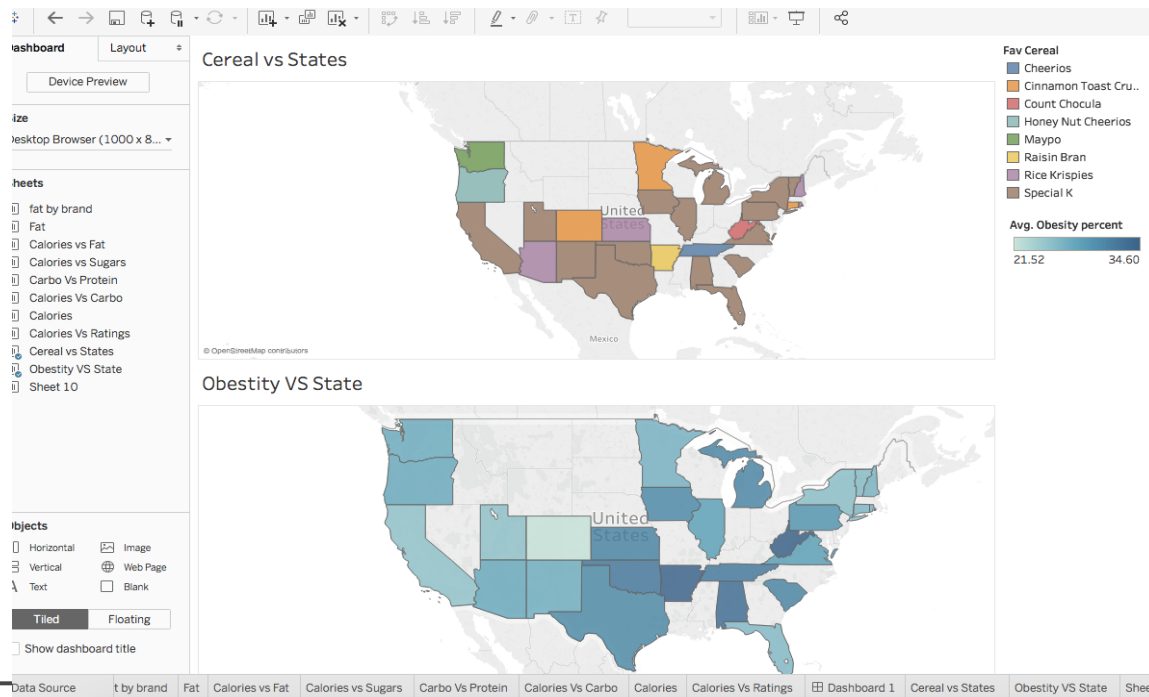 ashboard
Layout
Device Preview
ize
esktop Browser (1000 x 8...
heets
fat by brand
Fat
Calories vs Fat
Calories vs Sugars
Carbo Vs Protein
Calories Vs Carbo
Calories
Calories Vs Ratings
Cereal vs States
Obestity VS State
Sheet 10
bjects
Horizontal
Image
Vertical
Web Page
Text
Blank
Tiled
Floating
Show dashboard title
Cereal vs States
United
States
Mexico
© OpenStreetMap contributors
Obestity VS State
United
States
Fav Cereal
Cheerios
Cinnamon Toast Cru..
Count Chocula
Honey Nut Cheerios
Maypo
Raisin Bran
Rice Krispies
Special K
Avg. Obesity percent
21.52 34.60
Data Source t by brand Fat Calories vs Fat Calories vs Sugars Carbo Vs Protein Calories Vs Carbo Calories Calories Vs Ratings Dashboard 1 Cereal vs States Obestity VS State Shee